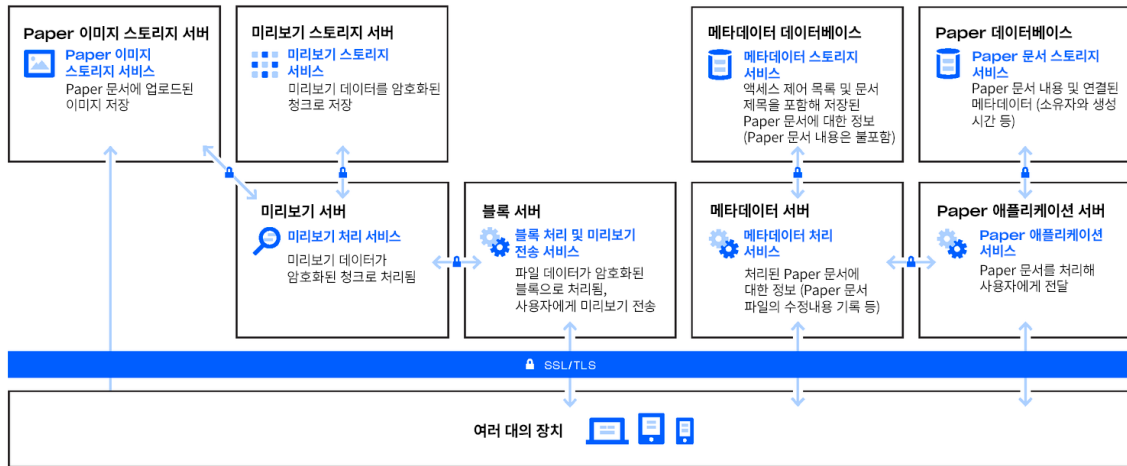 Paper 이미지 스토리지 서버
Paper 이미지
스토리지 서비스
Paper 문서에 업로드된
이미지 저장
미리보기 스토리지 서버
미리보기 스토리지
서비스
미리보기 데이터를 암호화된
청크로 저장
메타데이터 데이터베이스
메타데이터 스토리지
서비스
액세스 제어 목록 및 문서
제목을 포함해 저장된
Paper 문서에 대한 정보
(Paper 문서 내용은 불포함)
Paper 데이터베이스
Paper 문서 스토리지
서비스
Paper 문서 내용 및 연결된
메타데이터 (소유자와 생성
시간 등)
미리보기 서버
미리보기 처리 서비스
미리보기 데이터가
암호화된 청크로 처리됨
블록 서버
블록 처리 및 미리보기
전송 서비스
파일 데이터가 암호화된
블록으로 처리됨,
사용자에게 미리보기 전송
메타데이터 서버
메타데이터 처리
서비스
처리된 Paper 문서에
대한 정보 (Paper 문서
파일의 수정내용 기록 등)
Paper 애플리케이션 서버
Paper 애플리케이션
서비스
Paper 문서를 처리해
사용자에게 전달
SSL/TLS
여러 대의 장치